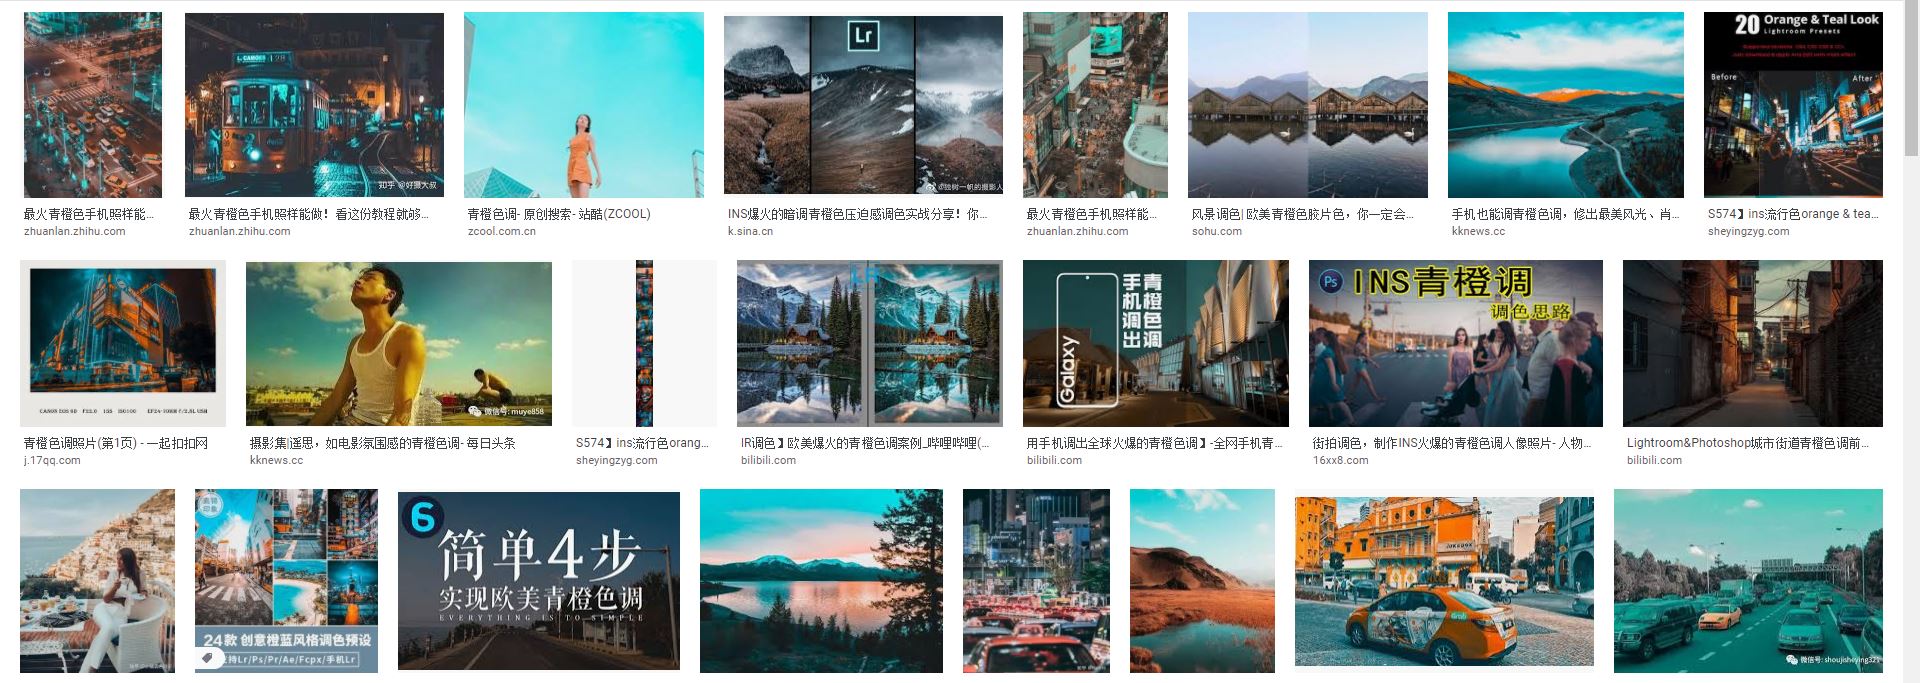 L. CAMOES 28
知乎 @好摄大叔
Lr
@独树一帜的摄影人
20 Orange & Teal Look
Lightroom Presets
Before
After
最火青橙色手机照样能...
zhuanlan.zhihu.com
最火青橙色手机照样能做！看这份教程就够...
zhuanlan.zhihu.com
青橙色调- 原创搜索- 站酷(ZCOOL)
zcool.com.cn
INS爆火的暗调青橙色压迫感调色实战分享！你...
k.sina.cn
最火青橙色手机照样能...
zhuanlan.zhihu.com
风景调色| 欧美青橙色胶片色，你一定会...
sohu.com
手机也能调青橙色调，修出最美风光、肖...
kknews.cc
S574】ins流行色orange & tea...
sheyingzyg.com
CANON EOS 6D F22.0 15S ISO100 EF24-70MM F/2.8L USM
微信号: muye858
LR
青橙色调
手机调出
Galaxy
Ps INS青橙调
调色思路
青橙色调照片(第1页) - 一起扣扣网
j.17qq.com
摄影集|遥思，如电影氛围感的青橙色调- 每日头条
kknews.cc
S574】ins流行色orang...
sheyingzyg.com
lR调色】欧美爆火的青橙色调案例_哔哩哔哩(...
bilibili.com
用手机调出全球火爆的青橙色调】-全网手机青...
bilibili.com
街拍调色，制作INS火爆的青橙色调人像照片- 人物...
16xx8.com
Lightroom&Photoshop城市街道青橙色调前...
bilibili.com
24款 创意橙蓝风格调色预设
支持Lr/Ps/Pr/Ae/Fcpx/手机Lr
6
简单4步
实现欧美青橙色调
EVERYTHING IS TO SIMPLE
JUKEBOX
Grab
微信号: shoujisheying321